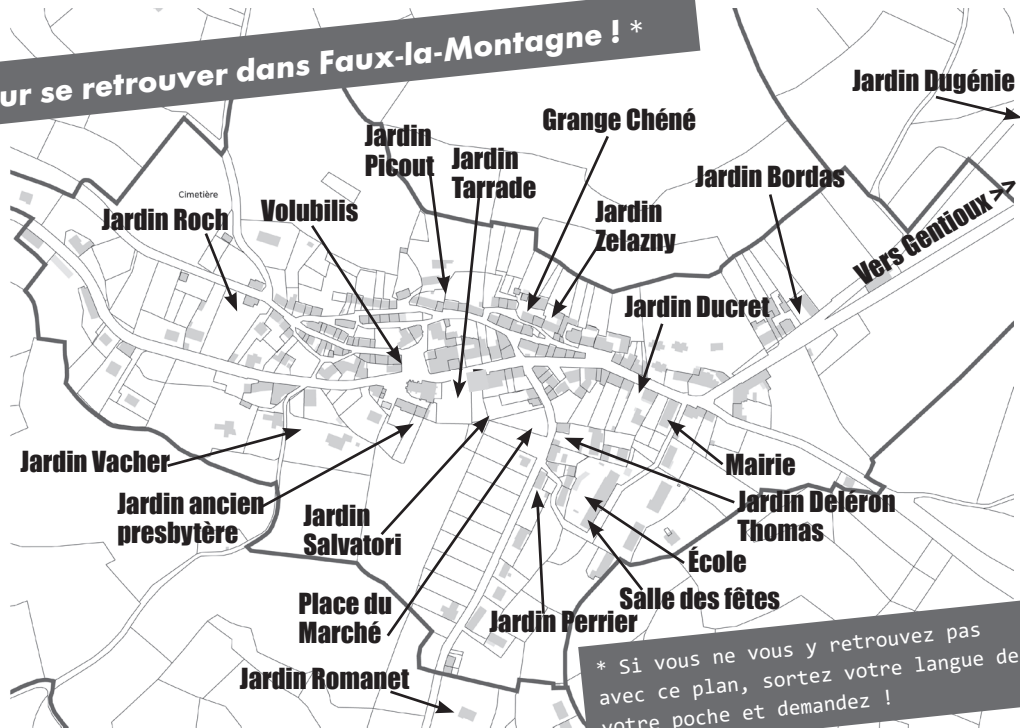 ur se retrouver dans Faux-la-Montagne ! *
Jardin Dugénie
Grange Chéné
Jardin
Picout
Jardin
Tarrade
Jardin Bordas
Cimetière
Jardin Roch
Volubilis
Jardin
Zelazny
Vers Gentioux >>
Jardin Ducret
Jardin Vacher
Mairie
Jardin ancien
presbytère
Jardin
Salvatori
Jardin Deléron
Thomas
École
Place du
Marché
Salle des fêtes
Jardin Perrier
Jardin Romanet
* Si vous ne vous y retrouvez pas
avec ce plan, sortez votre langue de
votre poche et demandez !